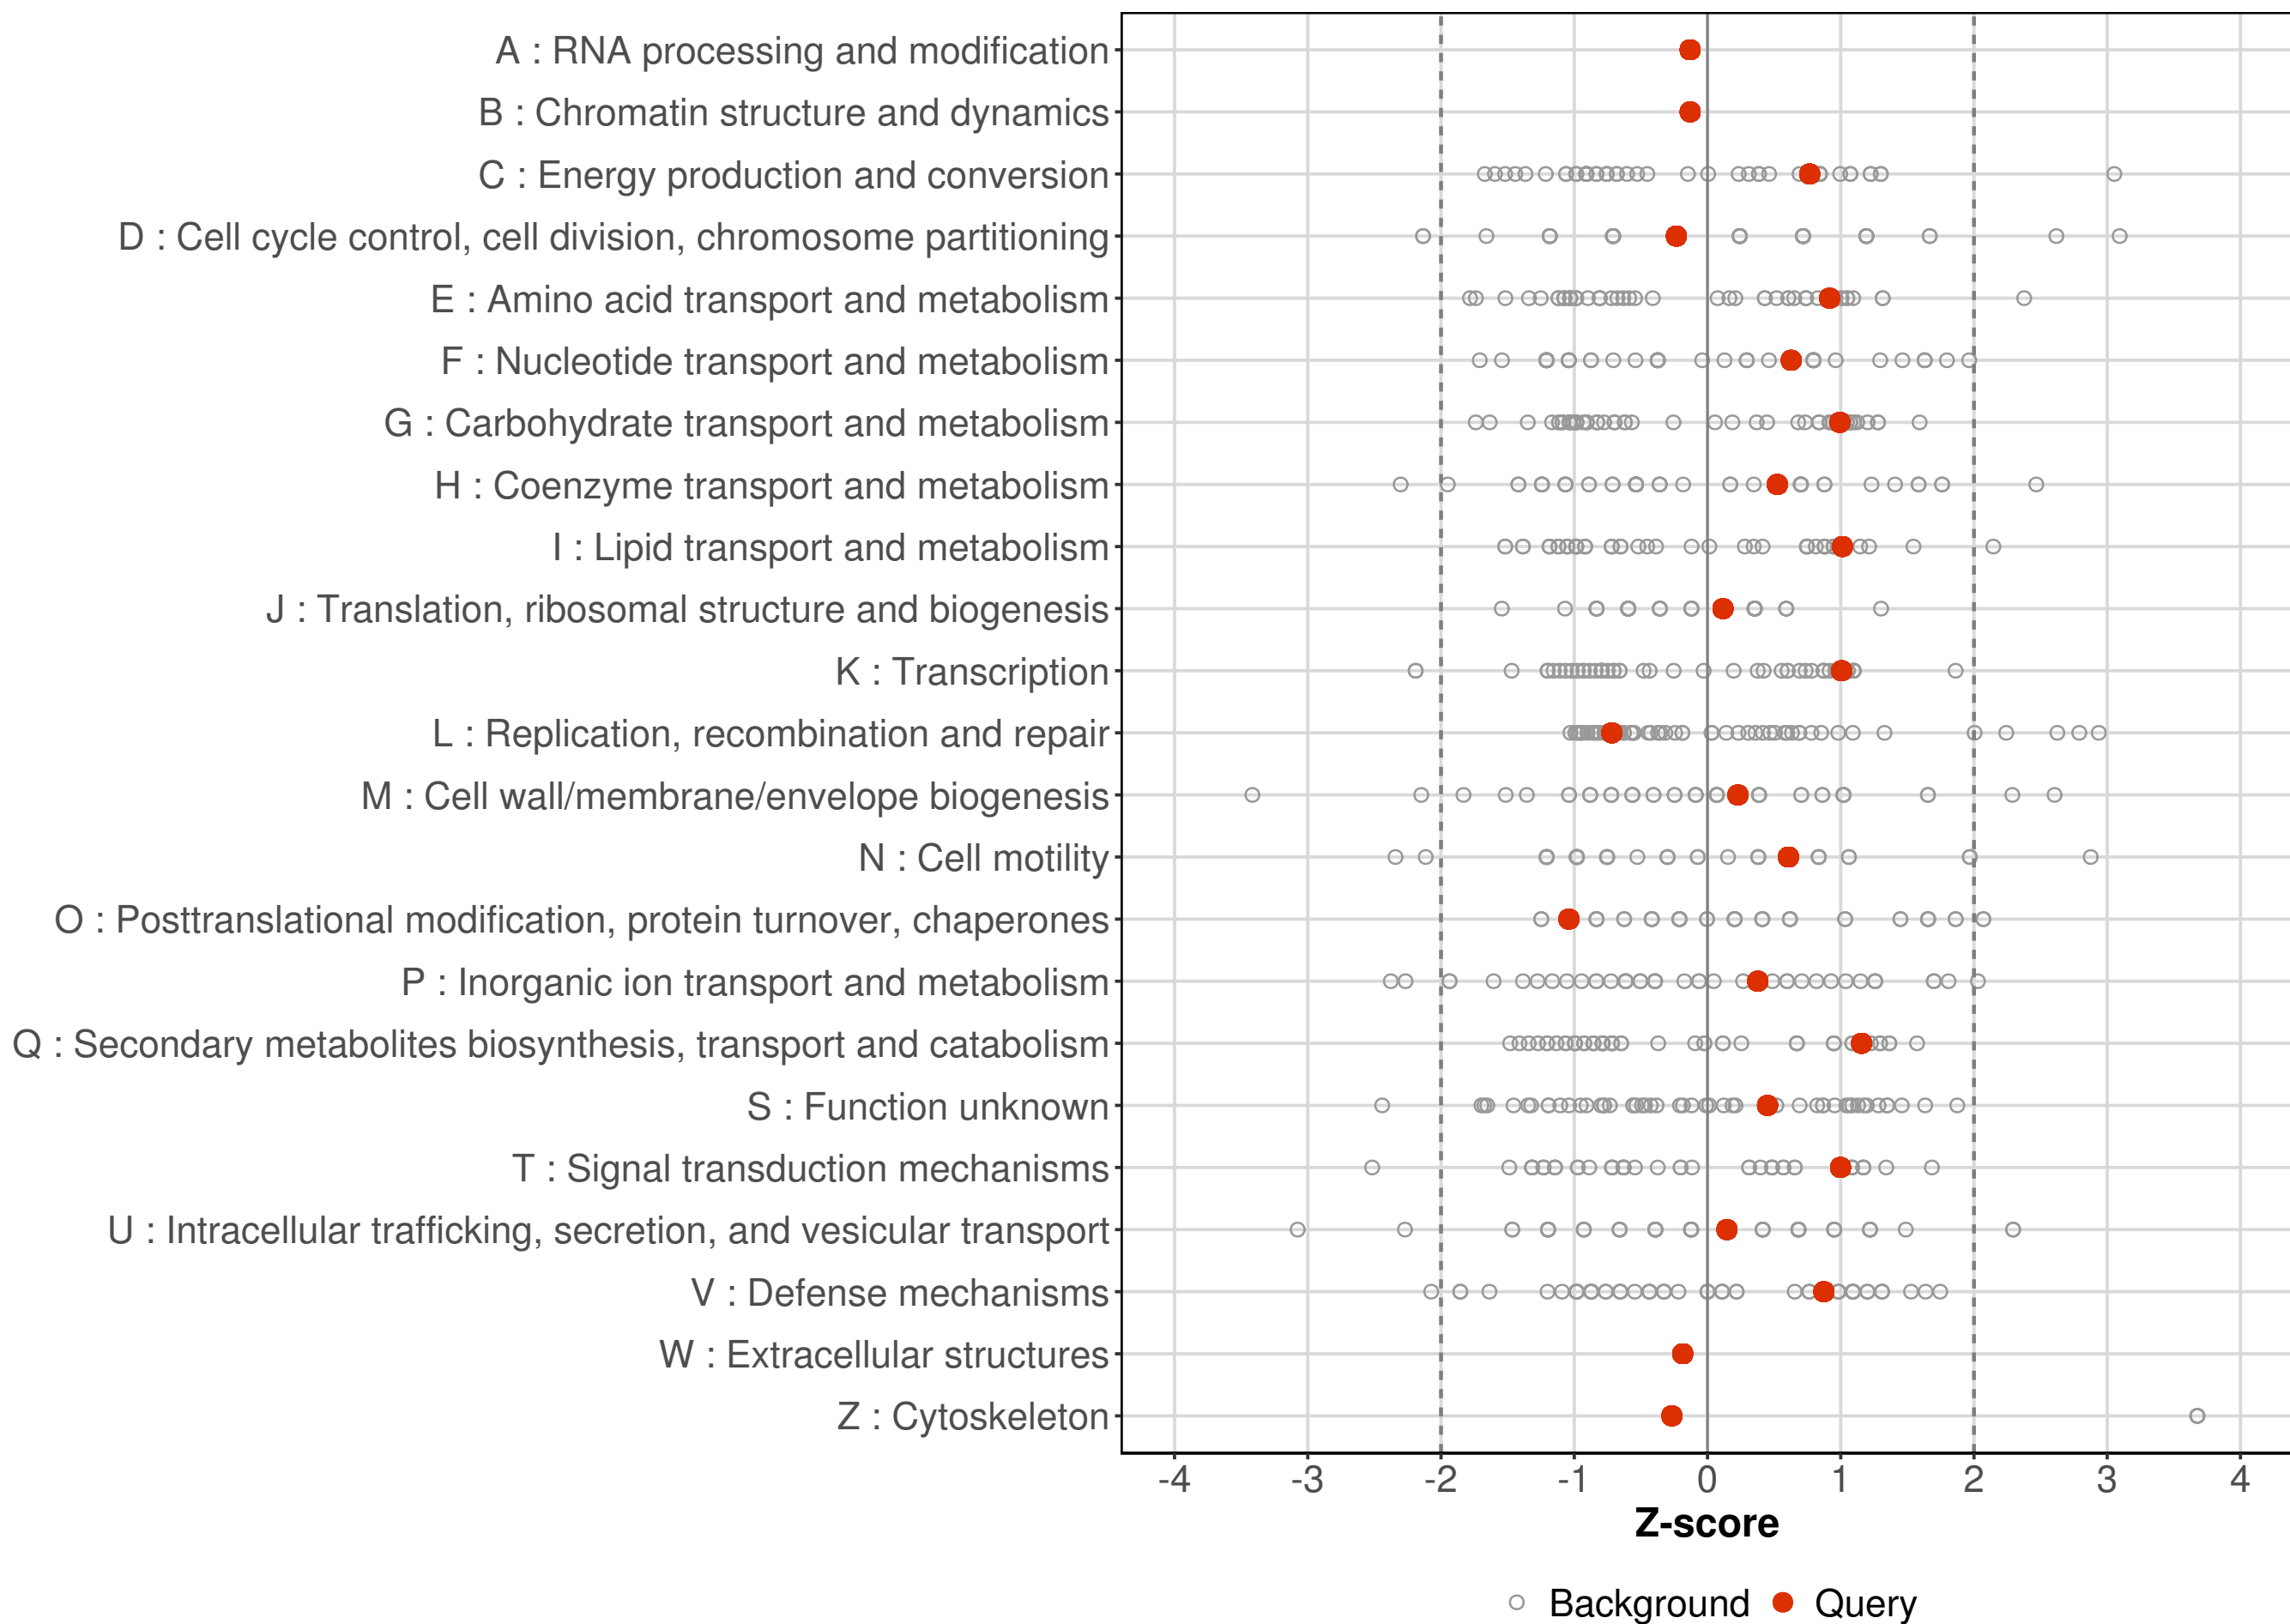 A : RNA processing and modification
B : Chromatin structure and dynamics
C : Energy production and conversion
D : Cell cycle control, cell division, chromosome partitioning
E : Amino acid transport and metabolism
F : Nucleotide transport and metabolism
G : Carbohydrate transport and metabolism
H : Coenzyme transport and metabolism
I : Lipid transport and metabolism
J : Translation, ribosomal structure and biogenesis
K : Transcription
L : Replication, recombination and repair
M : Cell wall/membrane/envelope biogenesis
N : Cell motility
O : Posttranslational modification, protein turnover, chaperones
P : Inorganic ion transport and metabolism
Q : Secondary metabolites biosynthesis, transport and catabolism
S : Function unknown
T : Signal transduction mechanisms
U : Intracellular trafficking, secretion, and vesicular transport
V : Defense mechanisms
W : Extracellular structures
Z : Cytoskeleton
-4 -3 -2 -1 0 1 2 3 4
Z-score
Background Query